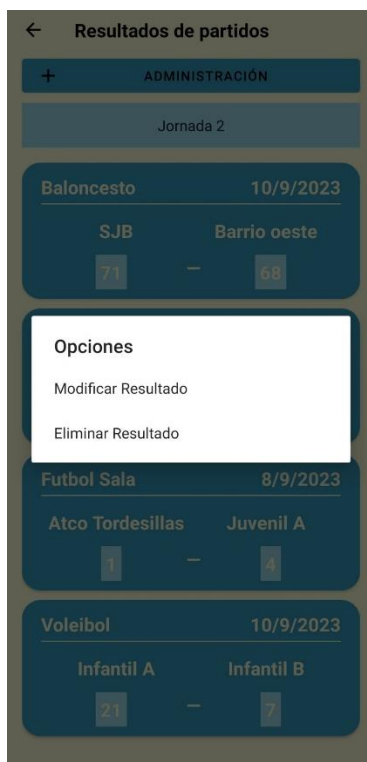 ← Resultados de partidos
+ ADMINISTRACIÓN
Jornada 2
Baloncesto 10/9/2023
SJB Barrio oeste
71 – 68
Opciones
Modificar Resultado
Eliminar Resultado
Futbol Sala 8/9/2023
Atco Tordesillas Juvenil A
1 – 4
Voleibol 10/9/2023
Infantil A Infantil B
21 – 7